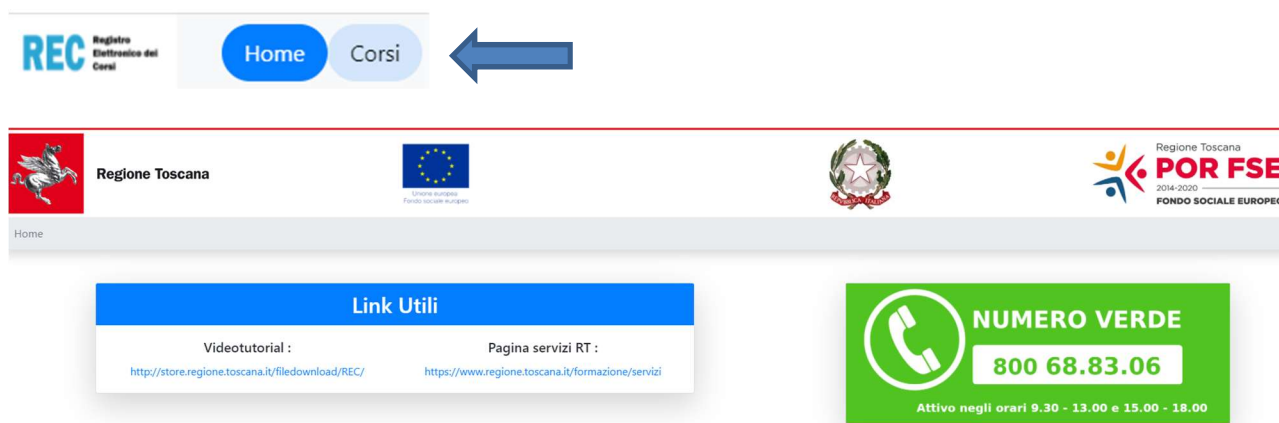 REC Registro
Elettronico dei
Corsi
Home Corsi
Regione Toscana
Unione europea
Fondo sociale europeo
REPVBBLICA ITALIANA
Regione Toscana
POR FSE
2014-2020
FONDO SOCIALE EUROPEO
Home
Link Utili
Videotutorial :
http://store.regione.toscana.it/filedownload/REC/
Pagina servizi RT :
https://www.regione.toscana.it/formazione/servizi
NUMERO VERDE
800 68.83.06
Attivo negli orari 9.30 - 13.00 e 15.00 - 18.00